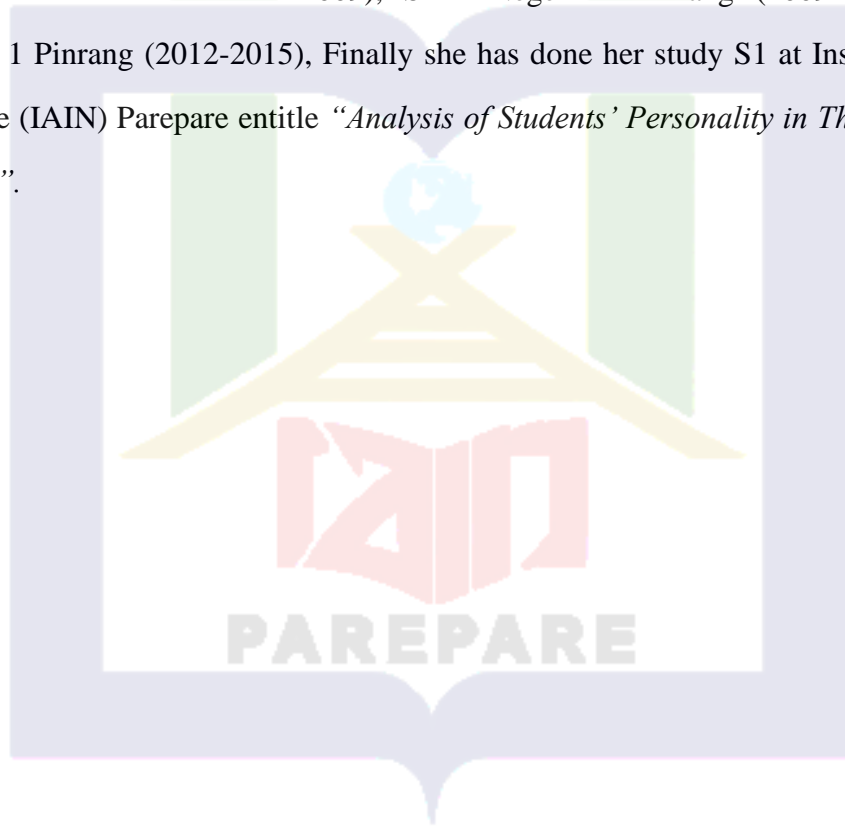 1 Pinrang (2012-2015), Finally she has done her study S1 at Ins
e (IAIN) Parepare entitle “Analysis of Students’ Personality in Th
”.
PAREPARE